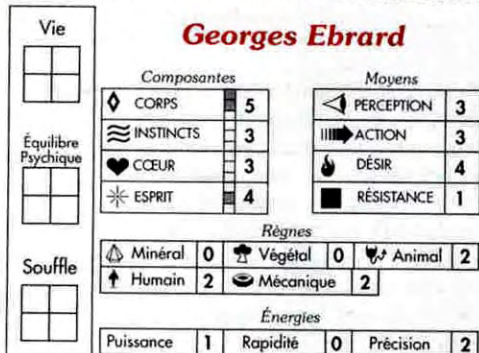 Vie
Équilibre
Psychique
Souffle
Georges Ebrard
Composantes
CORPS 5
INSTINCTS 3
CŒUR 3
ESPRIT 4
Moyens
PERCEPTION 3
ACTION 3
DÉSIR 4
RÉSISTANCE 1
Règnes
Minéral 0 Végétal 0 Animal 2
Humain 2 Mécanique 2
Énergies
Puissance 1 Rapidité 0 Précision 2